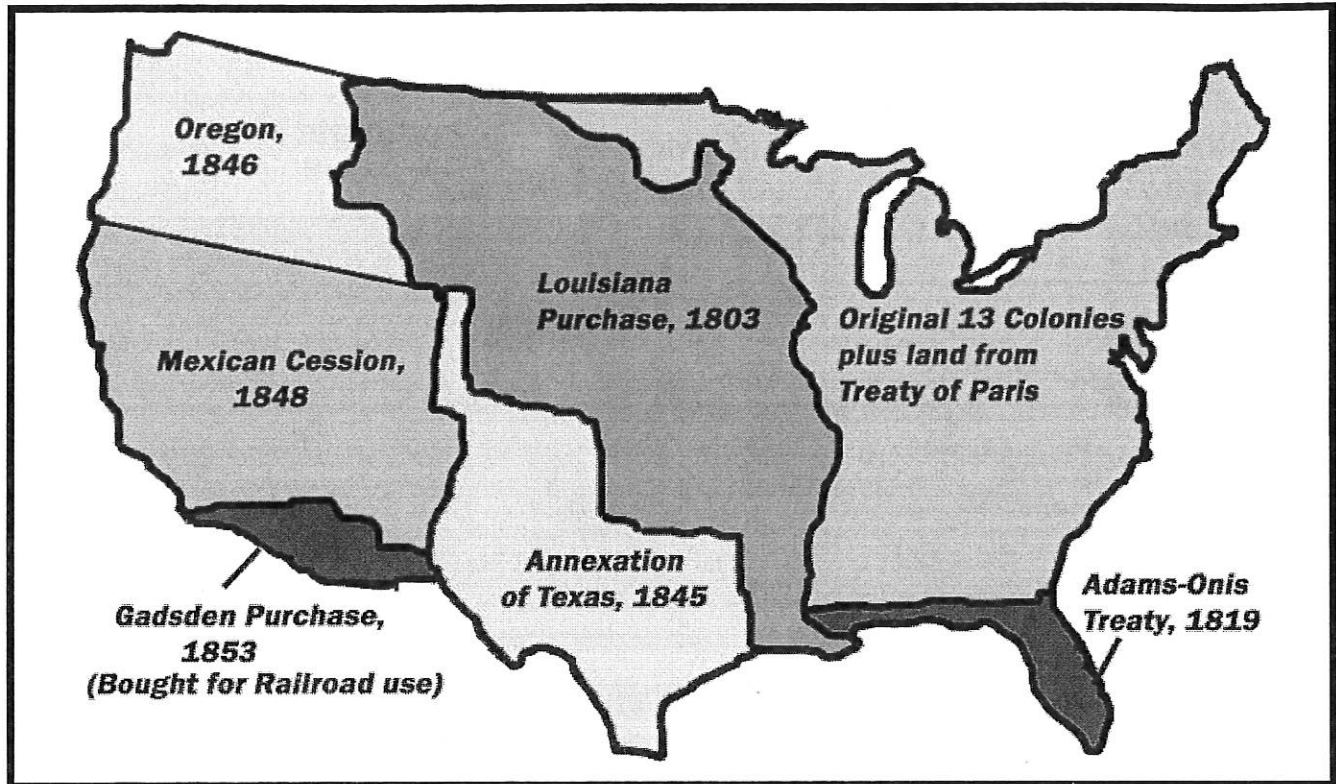 Oregon,
1846
Louisiana
Purchase, 1803
Original 13 Colonies
plus land from
Treaty of Paris
Mexican Cession,
1848
Annexation
of Texas, 1845
Adams-Onis
Treaty, 1819
Gadsden Purchase,
1853
(Bought for Railroad use)